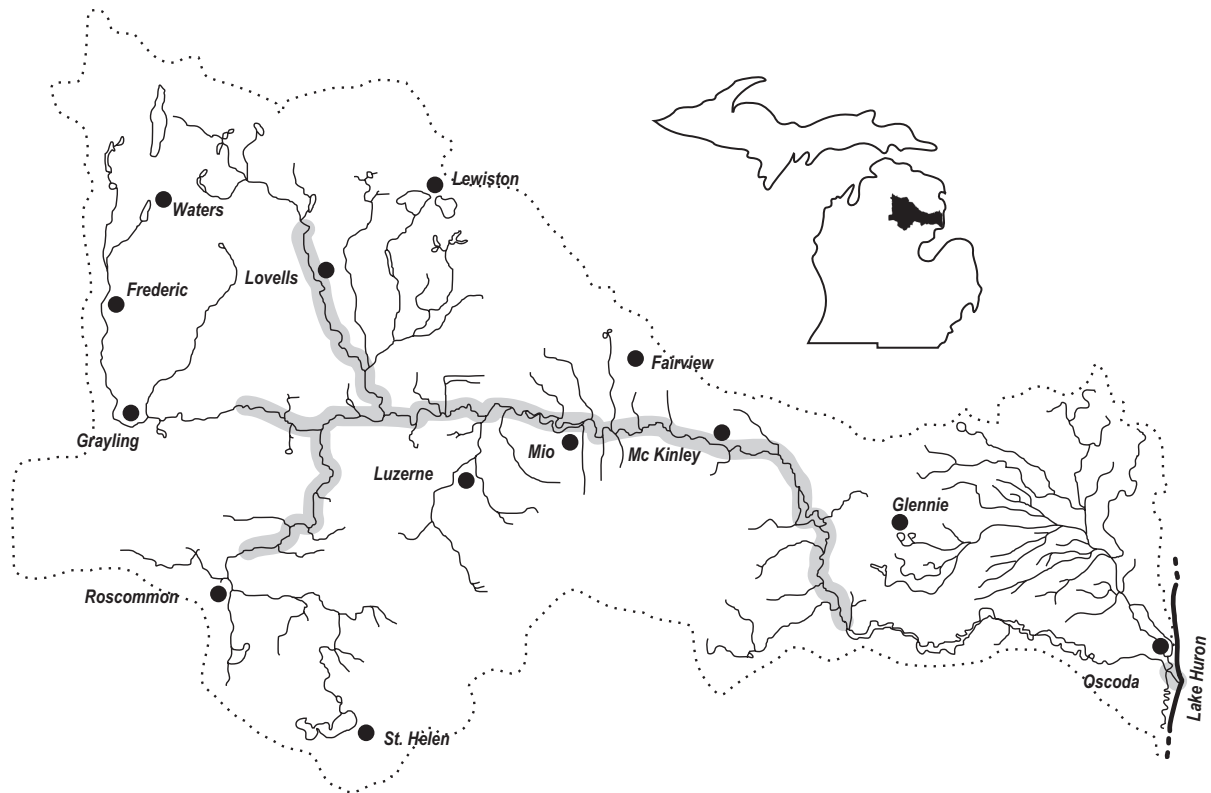 Lewiston
Waters
Lovells
Frederic
Fairview
Grayling
Mio
Mc Kinley
Luzerne
Glennie
Roscommon
Oscoda
Lake Huron
St. Helen